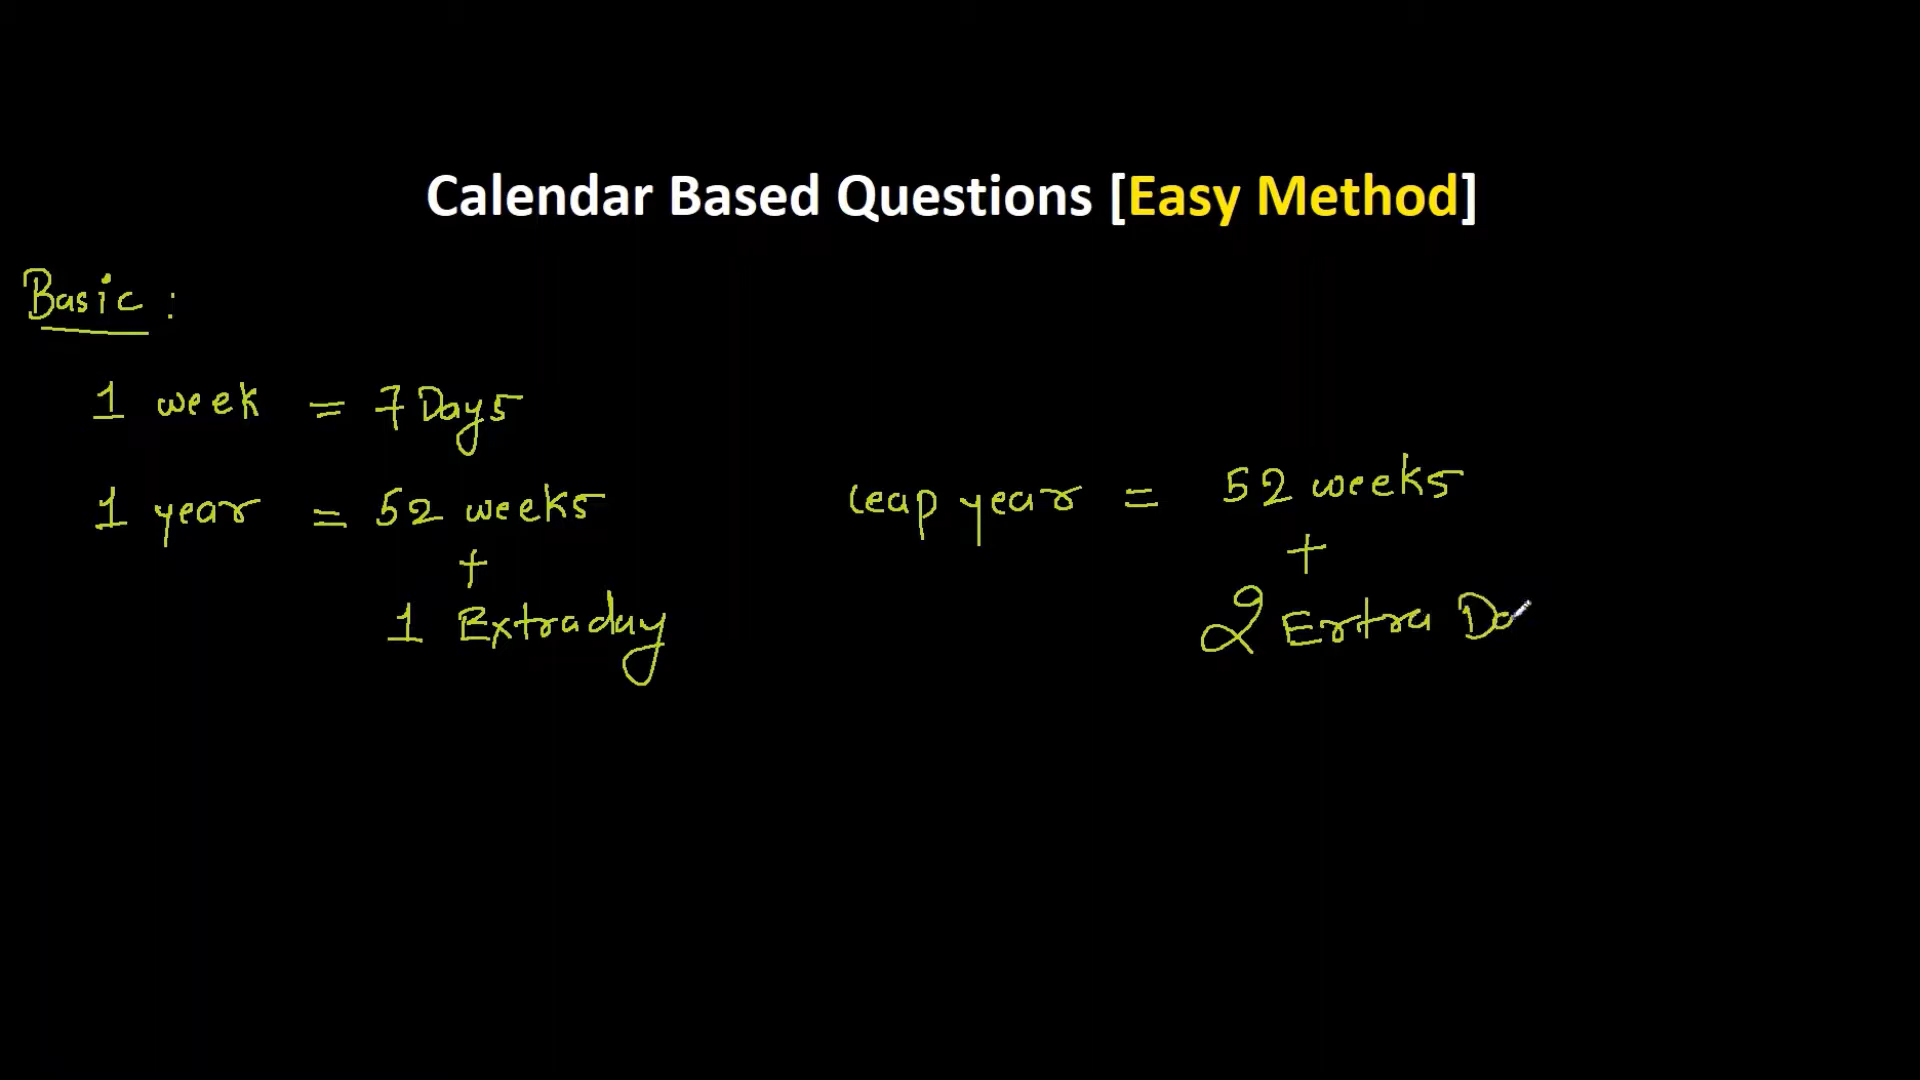 Calendar Based Questions [Easy Method]
Basic :
1 week = 7 Days
1 year = 52 weeks
+
1 Extraday
leap year = 52 weeks
+
2 Extra Da